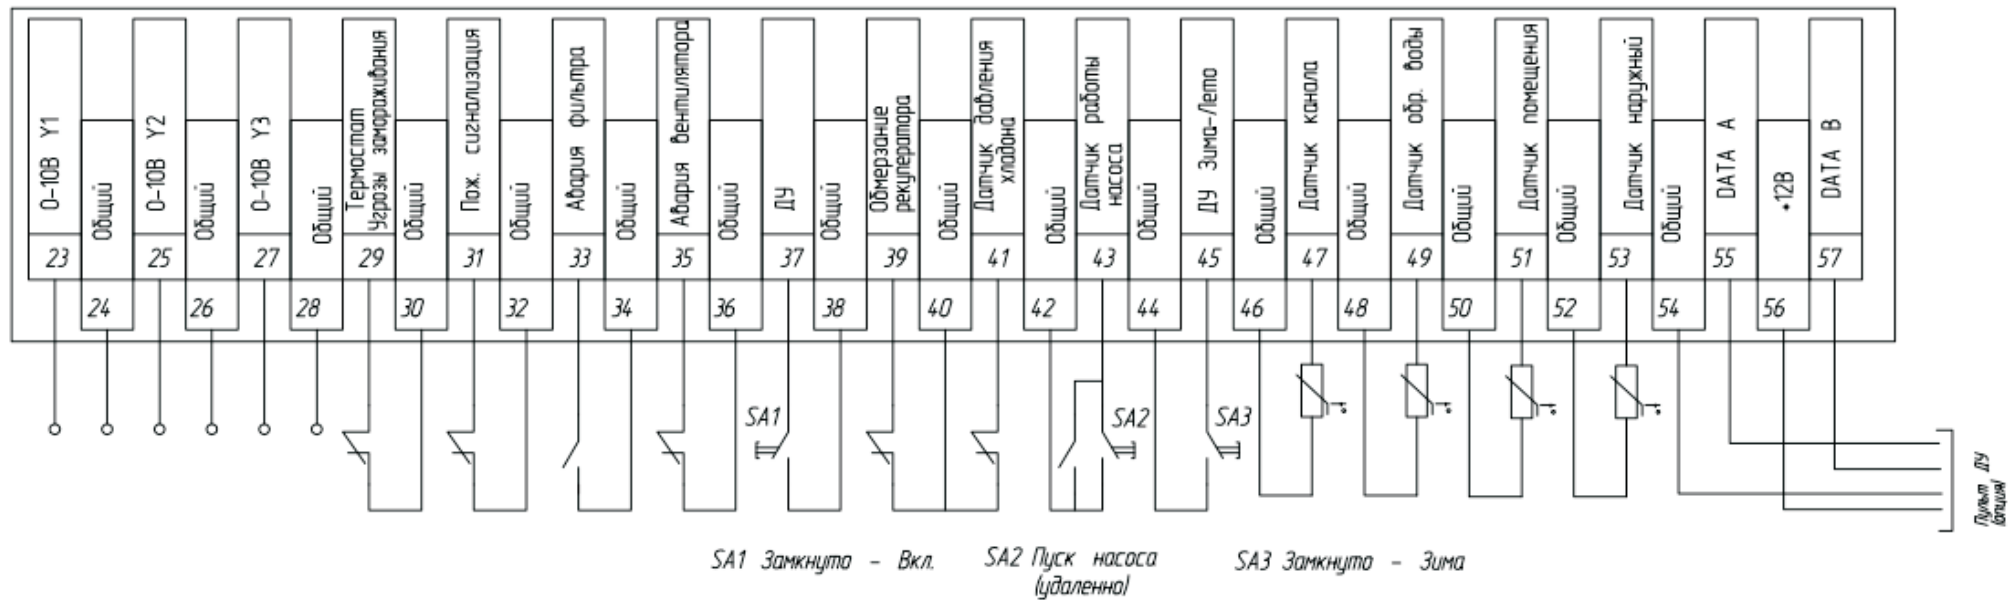 0-10В Y1
Общий
0-10В Y2
Общий
0-10В Y3
Общий
Термостат
Угрозы замораживания
Общий
Пож. сигнализация
Общий
Авария фильтра
Общий
Авария вентилятора
Общий
ДУ
Общий
Обмерзание
рекуператора
Общий
Датчик давления
хладона
Общий
Датчик работы
насоса
Общий
ДУ Зима-Лето
Общий
Датчик канала
Общий
Датчик обр. воды
Общий
Датчик помещения
Общий
Датчик наружный
Общий
DATA A
+12В
DATA B
23 25 27 29 31 33 35 37 39 41 43 45 47 49 51 53 55 57
24 26 28 30 32 34 36 38 40 42 44 46 48 50 52 54 56
SA1 SA2 SA3
t° t° t° t°
Пульт ДУ
(опция)
SA1 Замкнуто - Вкл.
SA2 Пуск насоса
(удаленно)
SA3 Замкнуто - Зима